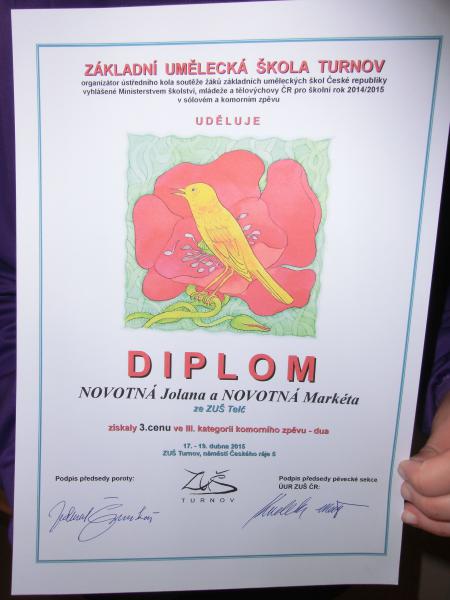 ZÁKLADNÍ UMĚLECKÁ ŠKOLA TURNOV
organizátor ústředního kola soutěže žáků základních uměleckých škol České republiky
vyhlášené Ministerstvem školství, mládeže a tělovýchovy ČR pro školní rok 2014/2015
v sólovém a komorním zpěvu
UDĚLUJE
DIPLOM
NOVOTNÁ Jolana a NOVOTNÁ Markéta
ze ZUŠ Telč
získaly 3.cenu ve III. kategorii komorního zpěvu - dua
17. - 19. dubna 2015
ZUŠ Turnov, náměstí Českého ráje 5
Podpis předsedy poroty:
ZUŠ
TURNOV
Podpis předsedy pěvecké sekce
ÚUR ZUŠ ČR: